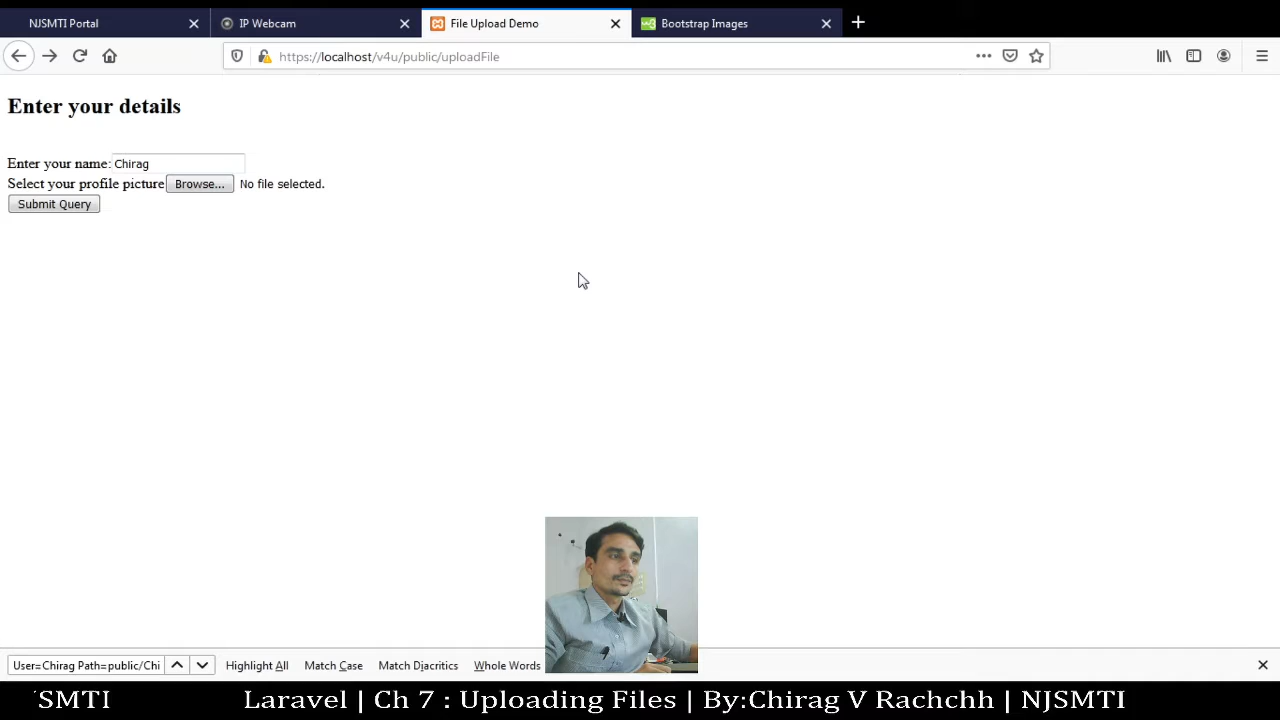 NJSMTI Portal
IP Webcam
File Upload Demo
Bootstrap Images
https://localhost/v4u/public/uploadFile
Enter your details
Enter your name: Chirag
Select your profile picture Browse... No file selected.
Submit Query
User=Chirag Path=public/Chi
Highlight All
Match Case
Match Diacritics
Whole Words
SMTI Laravel | Ch 7 : Uploading Files | By:Chirag V Rachchh | NJSMTI